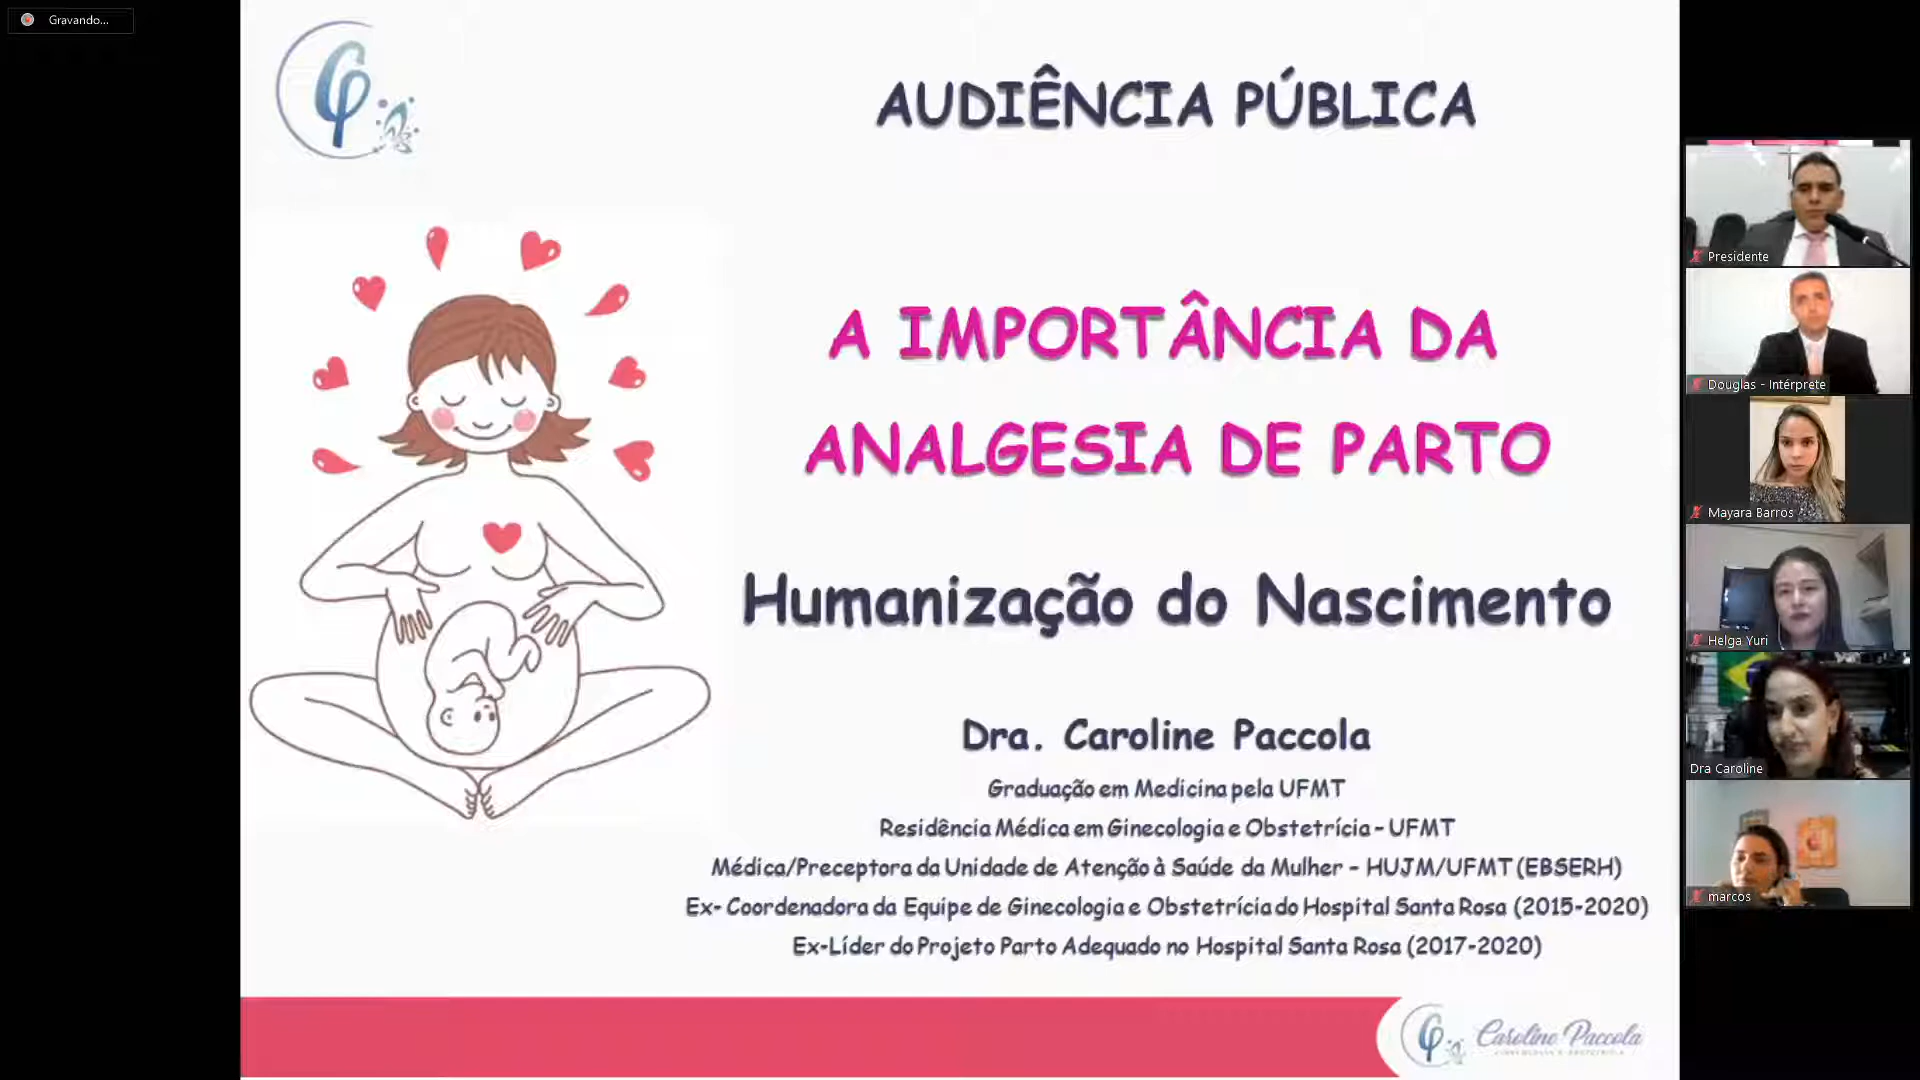 Gravando...
AUDIÊNCIA PÚBLICA
A IMPORTÂNCIA DA
ANALGESIA DE PARTO
Humanização do Nascimento
Dra. Caroline Paccola
Graduação em Medicina pela UFMT
Residência Médica em Ginecologia e Obstetrícia - UFMT
Médica/Preceptora da Unidade de Atenção à Saúde da Mulher - HUJM/UFMT (EBSERH)
Ex- Coordenadora da Equipe de Ginecologia e Obstetrícia do Hospital Santa Rosa (2015-2020)
Ex-Líder do Projeto Parto Adequado no Hospital Santa Rosa (2017-2020)
Caroline Paccola
Presidente
Douglas - Intérprete
Mayara Barros
Helga Yuri
Dra Caroline
marcos